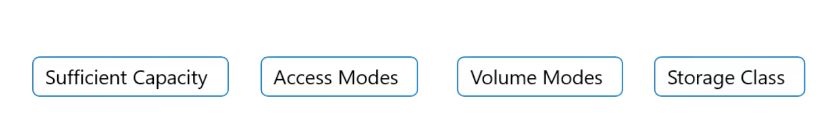 Sufficient Capacity
Access Modes
Volume Modes
Storage Class